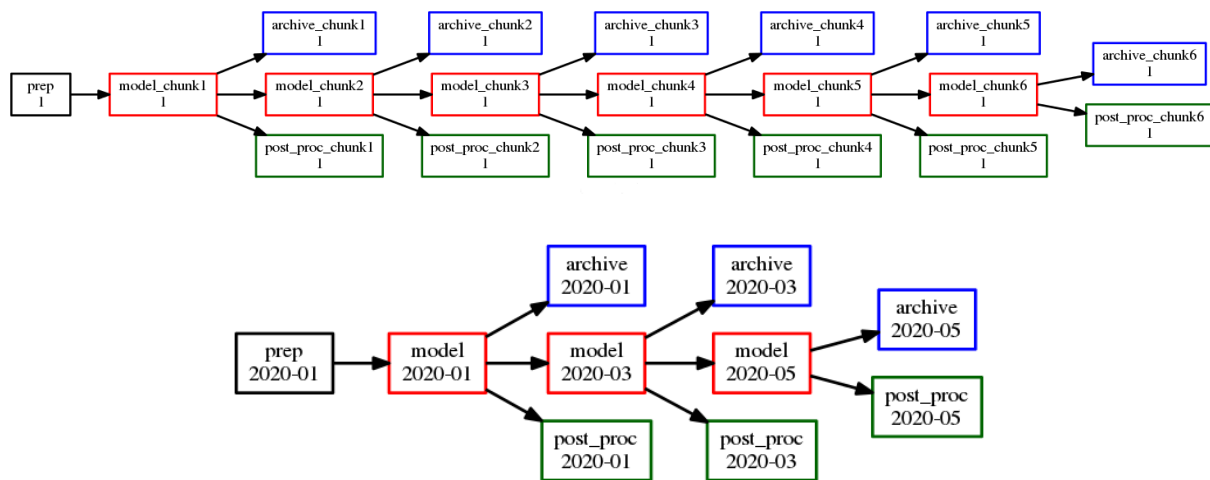 archive_chunk1
1
archive_chunk2
1
archive_chunk3
1
archive_chunk4
1
archive_chunk5
1
archive_chunk6
1
prep
1
model_chunk1
1
model_chunk2
1
model_chunk3
1
model_chunk4
1
model_chunk5
1
model_chunk6
1
post_proc_chunk6
1
post_proc_chunk1
1
post_proc_chunk2
1
post_proc_chunk3
1
post_proc_chunk4
1
post_proc_chunk5
1
archive
2020-01
archive
2020-03
archive
2020-05
prep
2020-01
model
2020-01
model
2020-03
model
2020-05
post_proc
2020-05
post_proc
2020-01
post_proc
2020-03